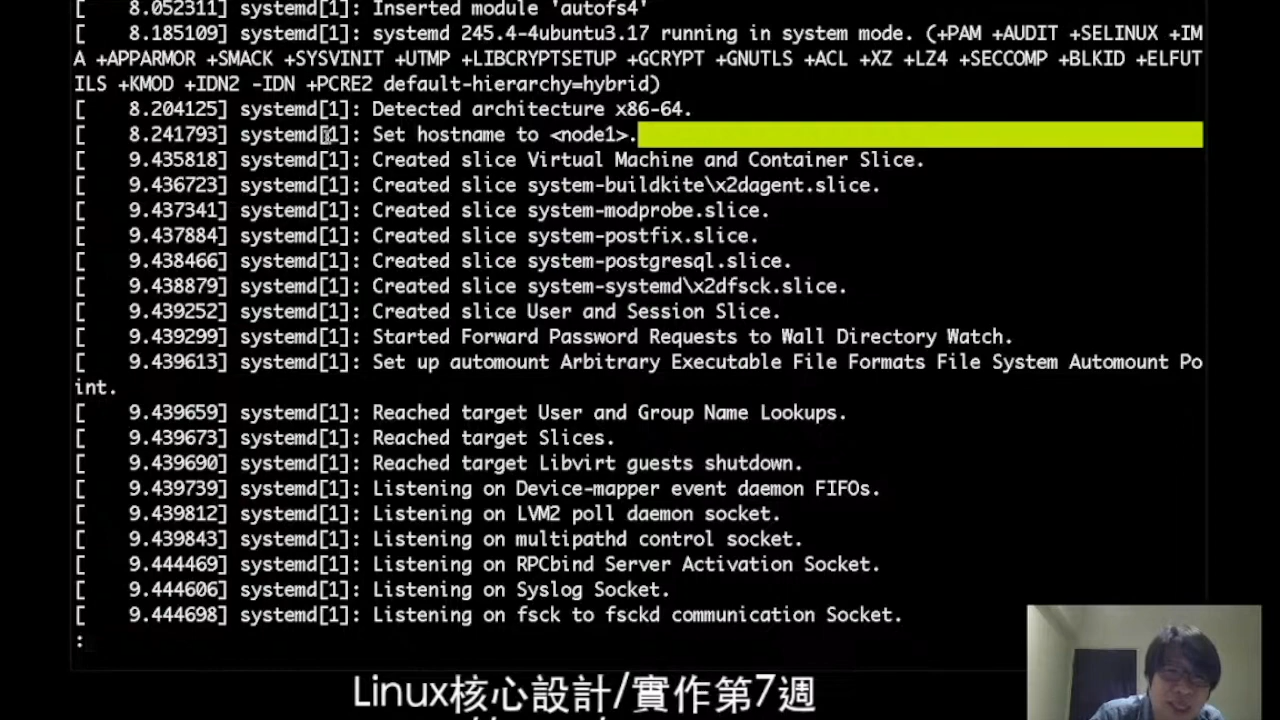 [    8.052311] systemd[1]: Inserted module 'autofs4'
[    8.185109] systemd[1]: systemd 245.4-4ubuntu3.17 running in system mode. (+PAM +AUDIT +SELINUX +IM
A +APPARMOR +SMACK +SYSVINIT +UTMP +LIBCRYPTSETUP +GCRYPT +GNUTLS +ACL +XZ +LZ4 +SECCOMP +BLKID +ELFUT
ILS +KMOD +IDN2 -IDN +PCRE2 default-hierarchy=hybrid)
[    8.204125] systemd[1]: Detected architecture x86-64.
[    8.241793] systemd[1]: Set hostname to <node1>.
[    9.435818] systemd[1]: Created slice Virtual Machine and Container Slice.
[    9.436723] systemd[1]: Created slice system-buildkite\x2dagent.slice.
[    9.437341] systemd[1]: Created slice system-modprobe.slice.
[    9.437884] systemd[1]: Created slice system-postfix.slice.
[    9.438466] systemd[1]: Created slice system-postgresql.slice.
[    9.438879] systemd[1]: Created slice system-systemd\x2dfsck.slice.
[    9.439252] systemd[1]: Created slice User and Session Slice.
[    9.439299] systemd[1]: Started Forward Password Requests to Wall Directory Watch.
[    9.439613] systemd[1]: Set up automount Arbitrary Executable File Formats File System Automount Po
int.
[    9.439659] systemd[1]: Reached target User and Group Name Lookups.
[    9.439673] systemd[1]: Reached target Slices.
[    9.439690] systemd[1]: Reached target Libvirt guests shutdown.
[    9.439739] systemd[1]: Listening on Device-mapper event daemon FIFOs.
[    9.439812] systemd[1]: Listening on LVM2 poll daemon socket.
[    9.439843] systemd[1]: Listening on multipathd control socket.
[    9.444469] systemd[1]: Listening on RPCbind Server Activation Socket.
[    9.444606] systemd[1]: Listening on Syslog Socket.
[    9.444698] systemd[1]: Listening on fsck to fsckd communication Socket.
:
Linux核心設計/實作第7週